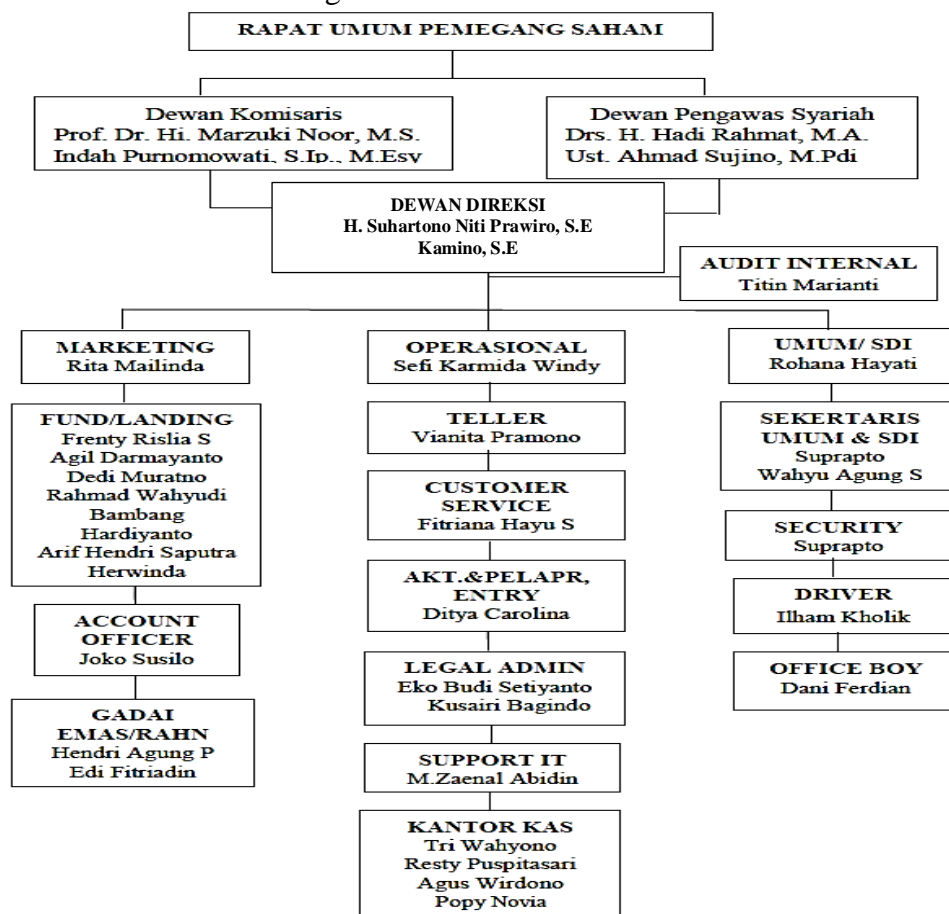 RAPAT UMUM PEMEGANG SAHAM
Dewan Komisaris
Prof. Dr. Hi. Marzuki Noor, M.S.
Indah Purnomowati, S.Ip., M.Esy
Dewan Pengawas Syariah
Drs. H. Hadi Rahmat, M.A.
Ust. Ahmad Sujino, M.Pdi
DEWAN DIREKSI
H. Suhartono Niti Prawiro, S.E
Kamino, S.E
AUDIT INTERNAL
Titin Marianti
MARKETING
Rita Mailinda
FUND/LANDING
Frenty Rislia S
Agil Darmayanto
Dedi Muratno
Rahmad Wahyudi
Bambang
Hardiyanto
Arif Hendri Saputra
Herwinda
ACCOUNT
OFFICER
Joko Susilo
GADAI
EMAS/RAHN
Hendri Agung P
Edi Fitriadin
OPERASIONAL
Sefi Karmida Windy
TELLER
Vianita Pramono
CUSTOMER
SERVICE
Fitriana Hayu S
AKT.&PELAPR,
ENTRY
Ditya Carolina
LEGAL ADMIN
Eko Budi Setiyanto
Kusairi Bagindo
SUPPORT IT
M.Zaenal Abidin
KANTOR KAS
Tri Wahyono
Resty Puspitasari
Agus Wirdono
Popy Novia
UMUM/ SDI
Rohana Hayati
SEKERTARIS
UMUM & SDI
Suprapto
Wahyu Agung S
SECURITY
Suprapto
DRIVER
Ilham Kholik
OFFICE BOY
Dani Ferdian